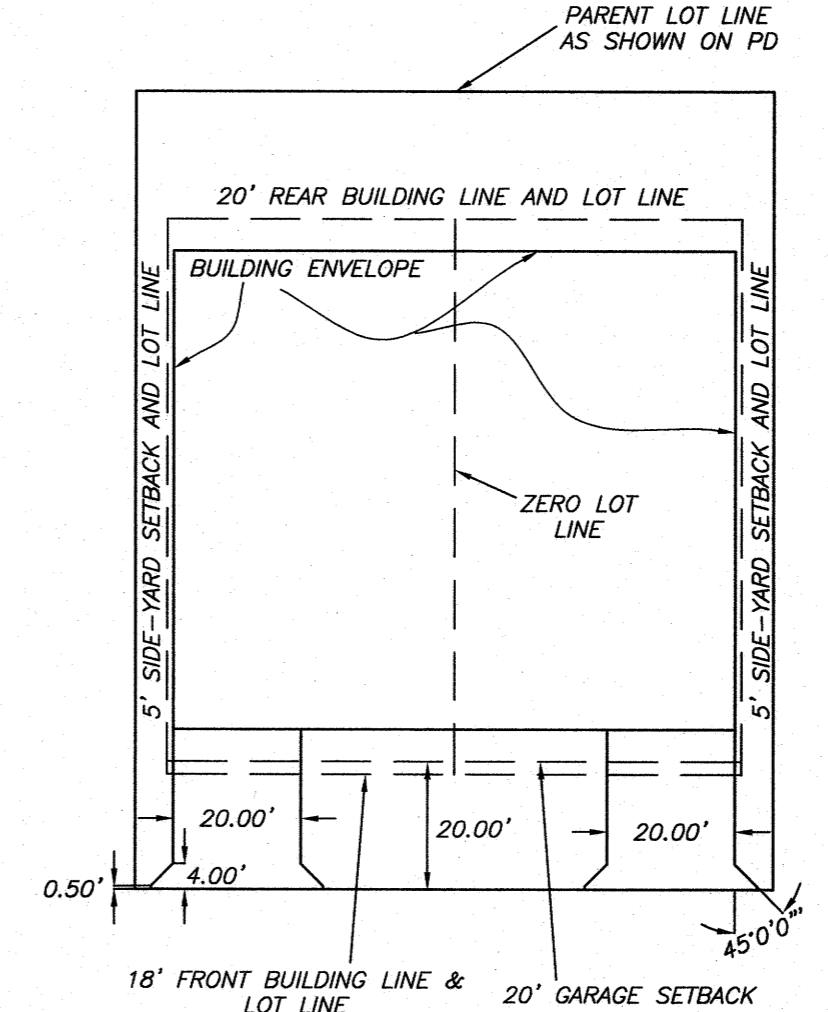 PARENT LOT LINE
AS SHOWN ON PD
20' REAR BUILDING LINE AND LOT LINE
BUILDING ENVELOPE
5' SIDE-YARD SETBACK AND LOT LINE
5' SIDE-YARD SETBACK AND LOT LINE
ZERO LOT
LINE
20.00'
20.00'
20.00'
4.00'
0.50'
45°0'0"'
18' FRONT BUILDING LINE &
LOT LINE
20' GARAGE SETBACK